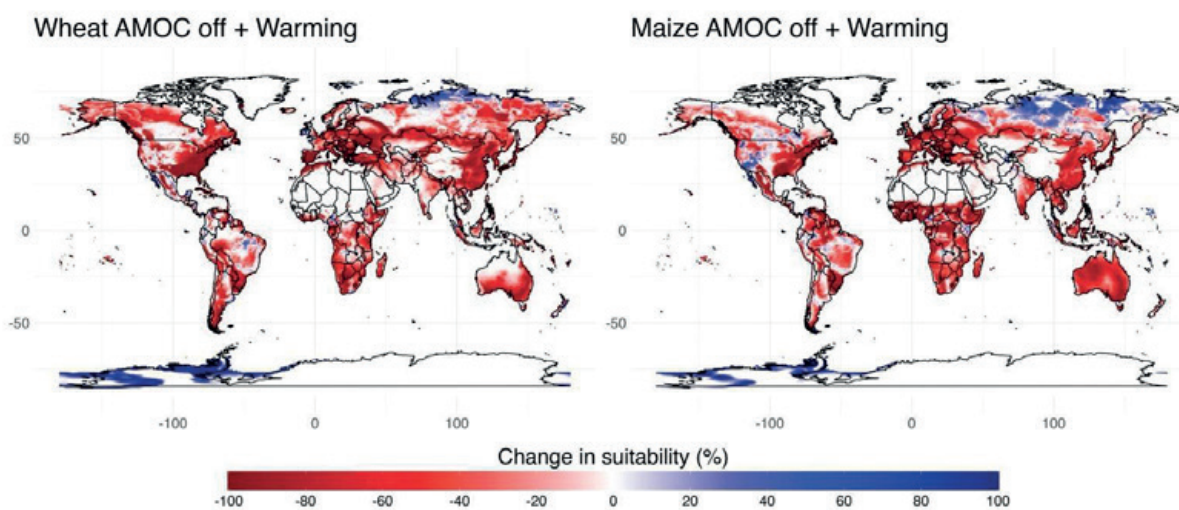 Wheat AMOC off + Warming
Maize AMOC off + Warming
50
0
-50
50
0
-50
-100 0 100
-100 0 100
Change in suitability (%)
-100 -80 -60 -40 -20 0 20 40 60 80 100